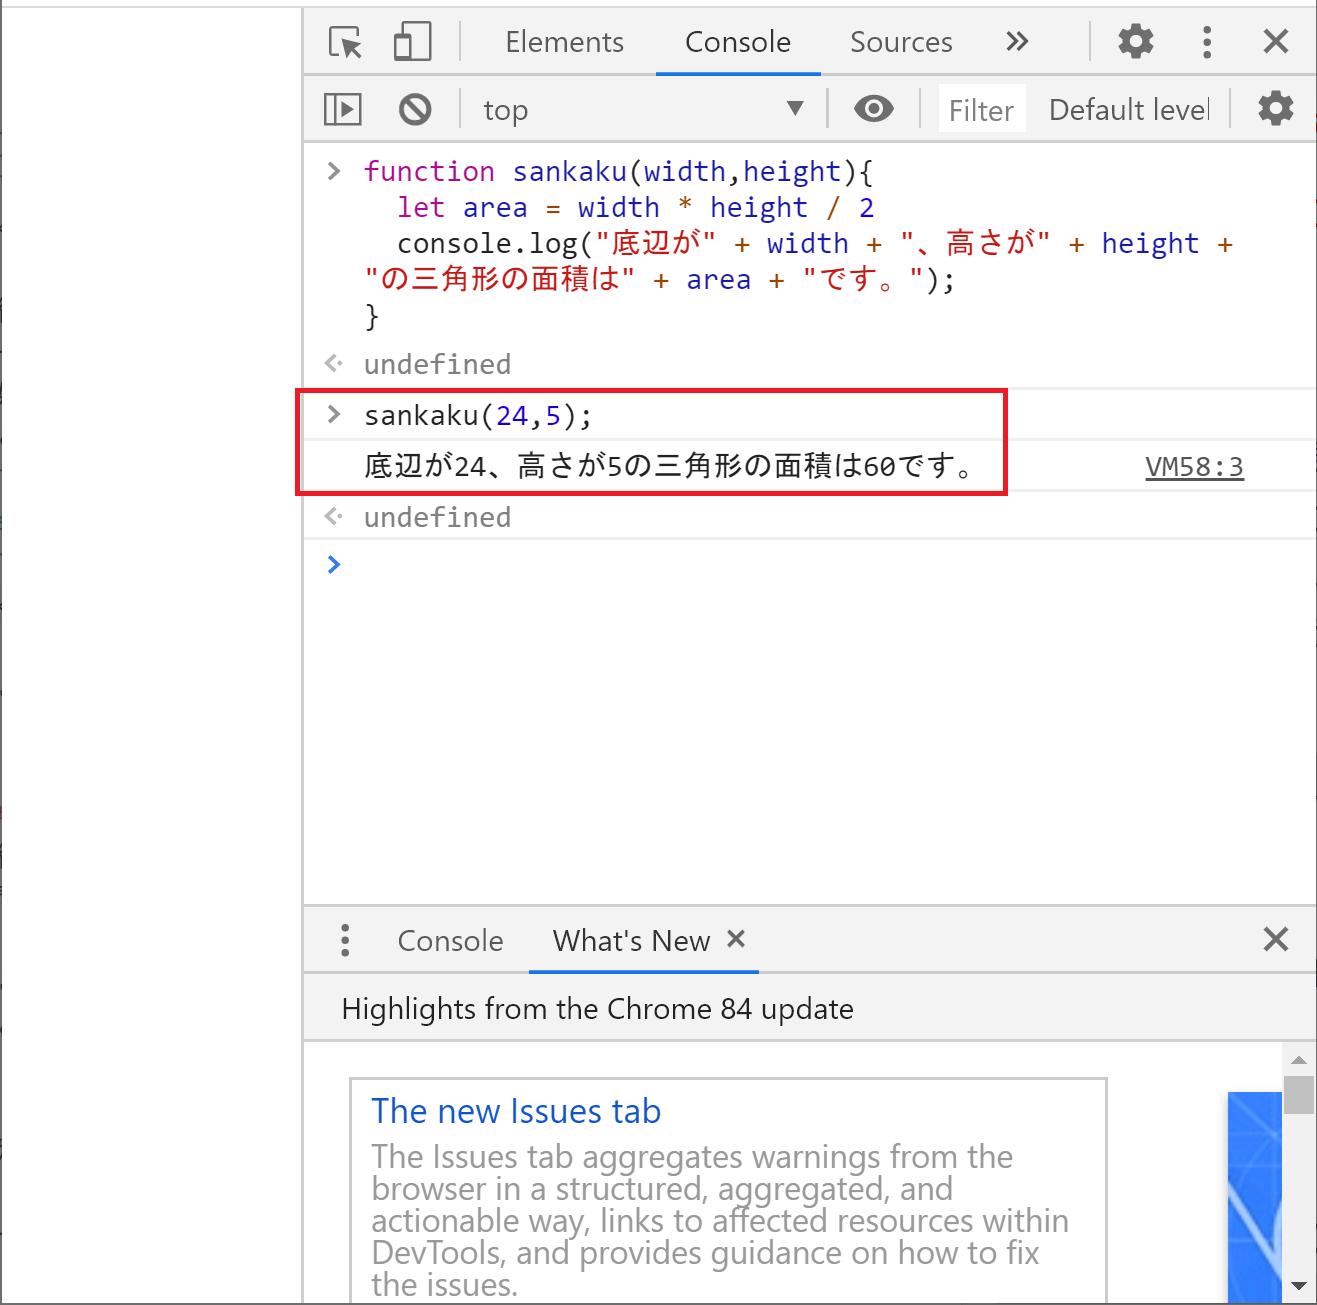 Elements Console Sources »
top ▼ Filter Default level
> function sankaku(width,height){
let area = width * height / 2
console.log("底辺が" + width + "、高さが" + height +
"の三角形の面積は" + area + "です。");
}
undefined
> sankaku(24,5);
底辺が24、高さが5の三角形の面積は60です。 VM58:3
undefined
>
Console What's New ×
Highlights from the Chrome 84 update
The new Issues tab
The Issues tab aggregates warnings from the
browser in a structured, aggregated, and
actionable way, links to affected resources within
DevTools, and provides guidance on how to fix
the issues.